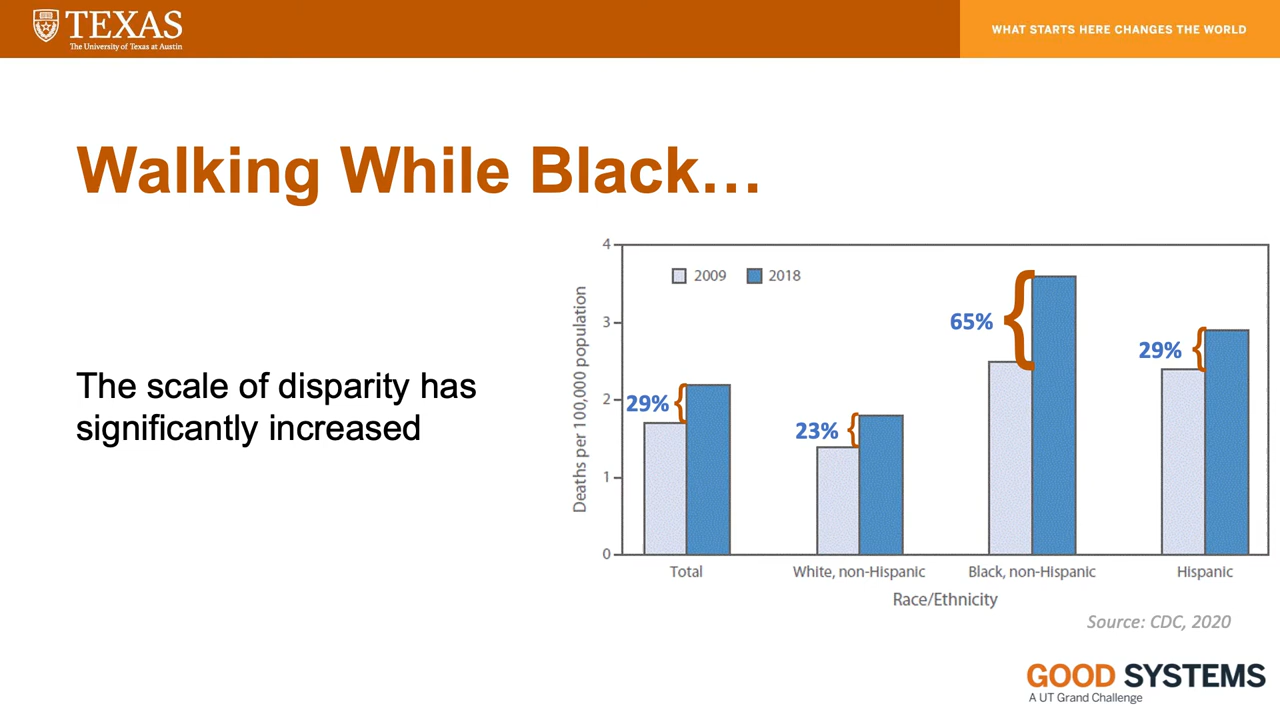 TEXAS
The University of Texas at Austin
WHAT STARTS HERE CHANGES THE WORLD
Walking While Black…
The scale of disparity has
significantly increased
4
3
2
1
0
Deaths per 100,000 population
2009
2018
29%
23%
65%
29%
Total
White, non-Hispanic
Black, non-Hispanic
Hispanic
Race/Ethnicity
Source: CDC, 2020
GOOD SYSTEMS
A UT Grand Challenge